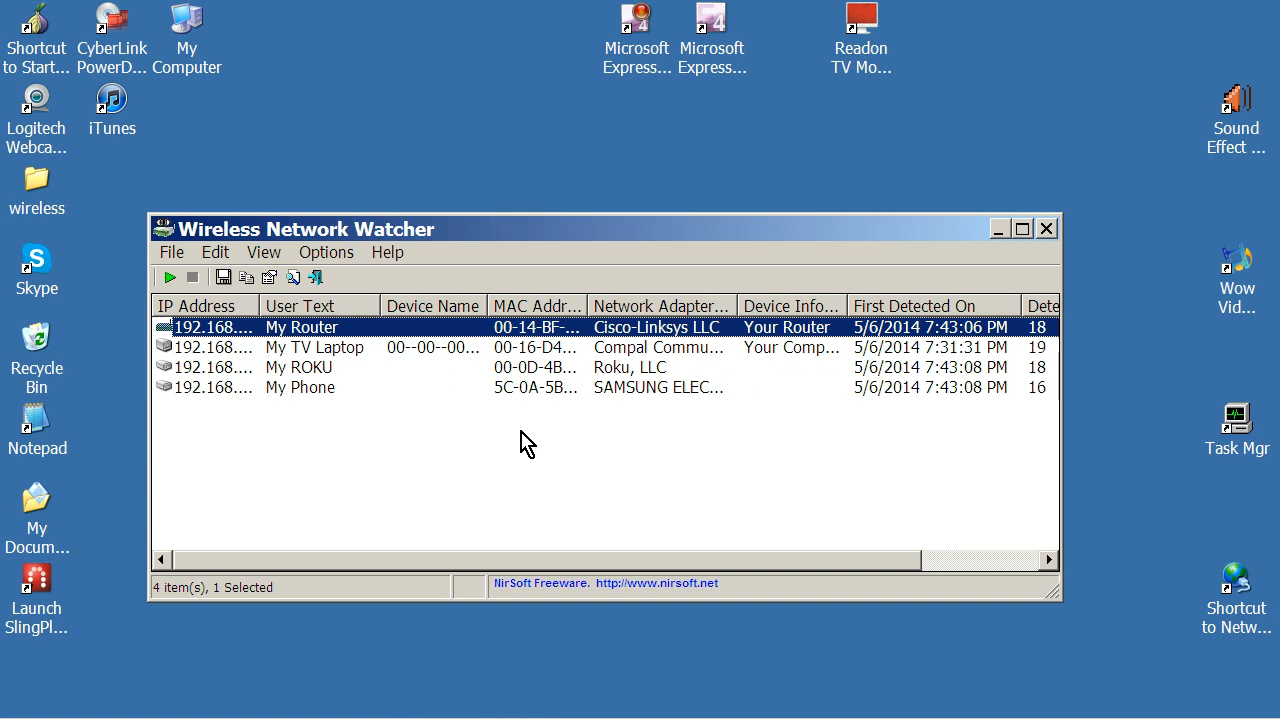 Shortcut
to Start...
CyberLink
PowerD...
My
Computer
4
Microsoft
Express...
4
Microsoft
Express...
Readon
TV Mo...
Logitech
Webca...
iTunes
Sound
Effect ...
wireless
S
Skype
Wow
Vid...
Recycle
Bin
Notepad
Task Mgr
My
Docum...
Launch
SlingPl...
Shortcut
to Netw...
Wireless Network Watcher
File Edit View Options Help
IP Address User Text Device Name MAC Addr... Network Adapter... Device Info... First Detected On Dete
192.168.... My Router 00-14-BF-... Cisco-Linksys LLC Your Router 5/6/2014 7:43:06 PM 18
192.168.... My TV Laptop 00--00--00... 00-16-D4... Compal Commu... Your Comp... 5/6/2014 7:31:31 PM 19
192.168.... My ROKU 00-0D-4B... Roku, LLC 5/6/2014 7:43:08 PM 18
192.168.... My Phone 5C-0A-5B... SAMSUNG ELEC... 5/6/2014 7:43:08 PM 16
4 item(s), 1 Selected
NirSoft Freeware. http://www.nirsoft.net